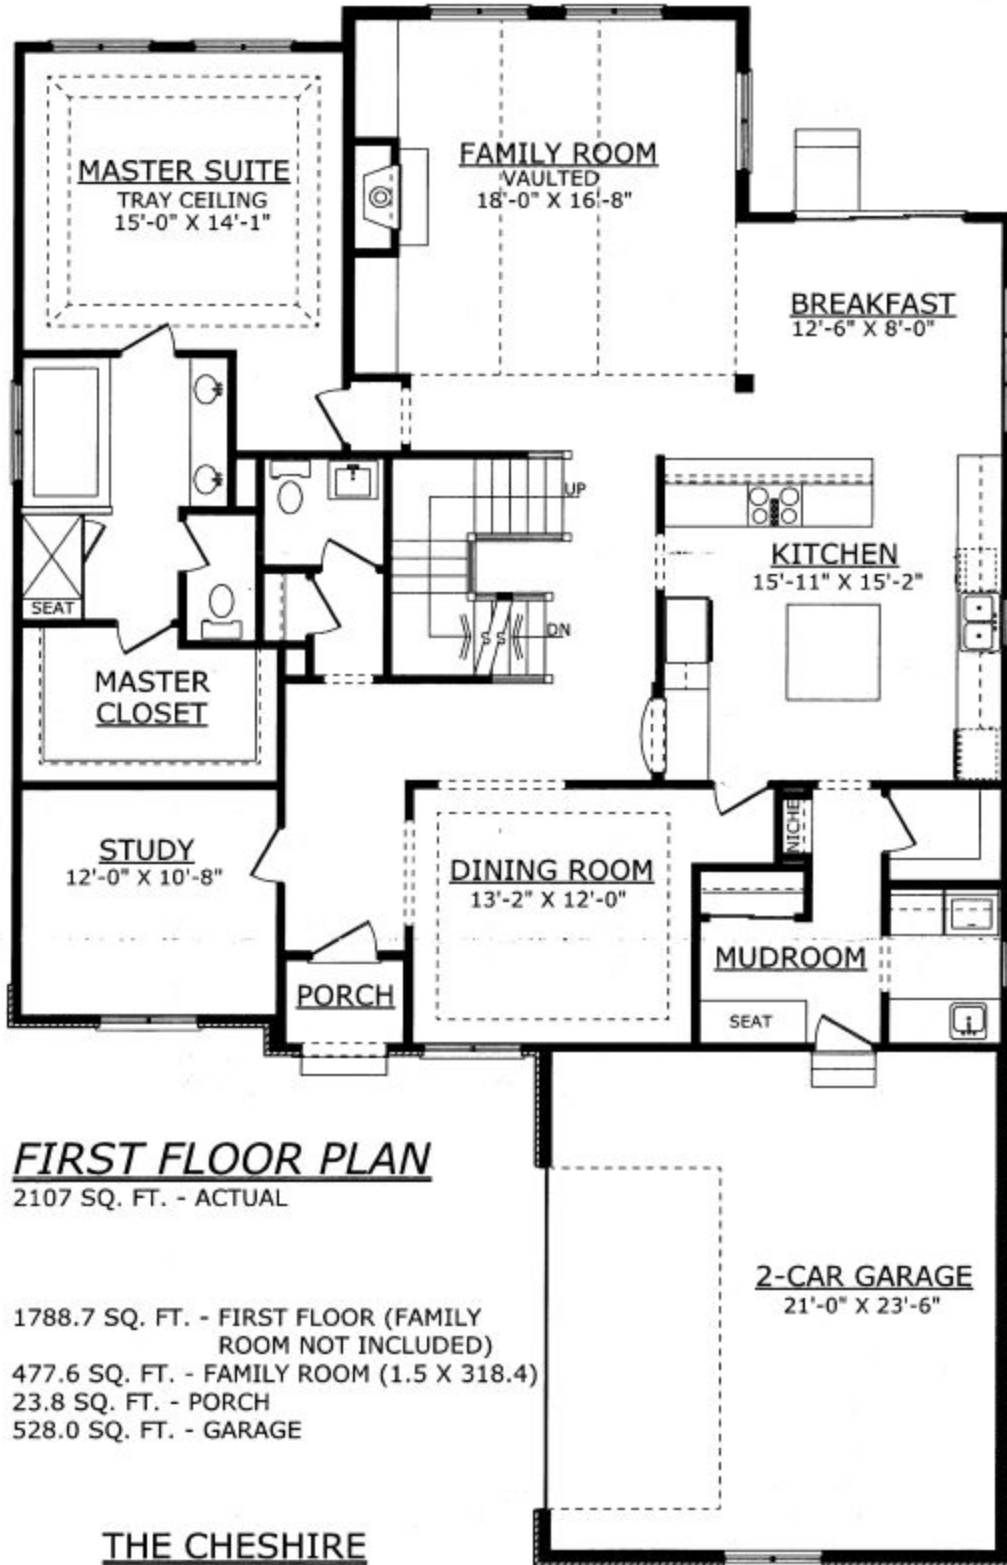 MASTER SUITE
TRAY CEILING
15'-0" X 14'-1"
FAMILY ROOM
VAULTED
18'-0" X 16'-8"
BREAKFAST
12'-6" X 8'-0"
UP
KITCHEN
15'-11" X 15'-2"
SEAT
DN
S S
MASTER
CLOSET
STUDY
12'-0" X 10'-8"
NICHE
DINING ROOM
13'-2" X 12'-0"
MUDROOM
PORCH
SEAT
FIRST FLOOR PLAN
2107 SQ. FT. - ACTUAL
1788.7 SQ. FT. - FIRST FLOOR (FAMILY
ROOM NOT INCLUDED)
477.6 SQ. FT. - FAMILY ROOM (1.5 X 318.4)
23.8 SQ. FT. - PORCH
528.0 SQ. FT. - GARAGE
2-CAR GARAGE
21'-0" X 23'-6"
THE CHESHIRE